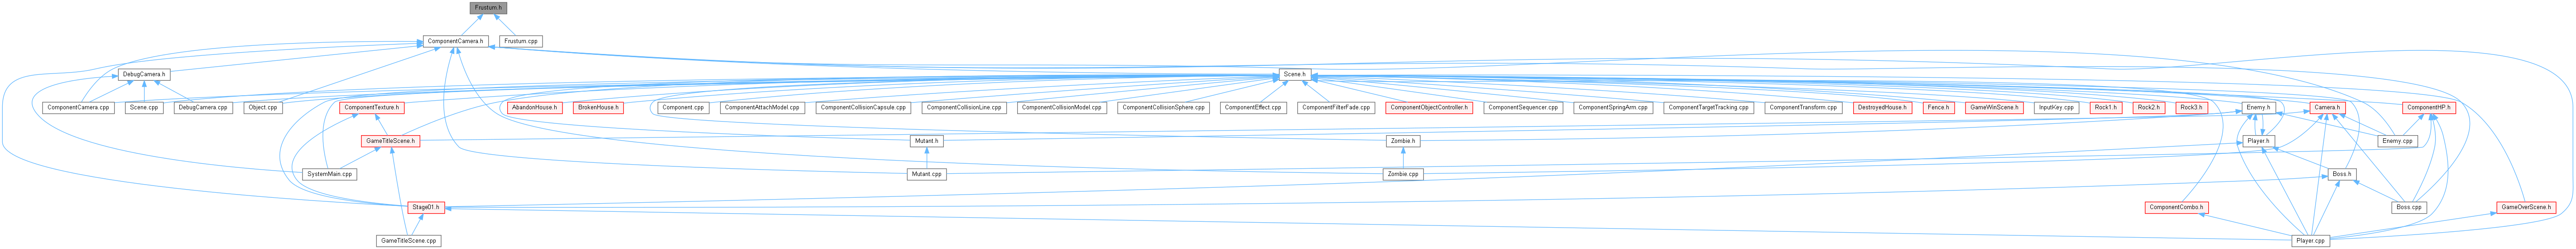 Frustum.h
ComponentCamera.h
Frustum.cpp
DebugCamera.h
Scene.h
ComponentCamera.cpp
Scene.cpp
DebugCamera.cpp
Object.cpp
ComponentTexture.h
AbandonHouse.h
BrokenHouse.h
Component.cpp
ComponentAttachModel.cpp
ComponentCollisionCapsule.cpp
ComponentCollisionLine.cpp
ComponentCollisionModel.cpp
ComponentCollisionSphere.cpp
ComponentEffect.cpp
ComponentFilterFade.cpp
ComponentObjectController.h
ComponentSequencer.cpp
ComponentSpringArm.cpp
ComponentTargetTracking.cpp
ComponentTransform.cpp
DestroyedHouse.h
Fence.h
GameWinScene.h
InputKey.cpp
Rock1.h
Rock2.h
Rock3.h
Enemy.h
Camera.h
ComponentHP.h
GameTitleScene.h
Mutant.h
Zombie.h
Player.h
Enemy.cpp
SystemMain.cpp
Mutant.cpp
Zombie.cpp
Boss.h
Stage01.h
ComponentCombo.h
Boss.cpp
GameOverScene.h
GameTitleScene.cpp
Player.cpp